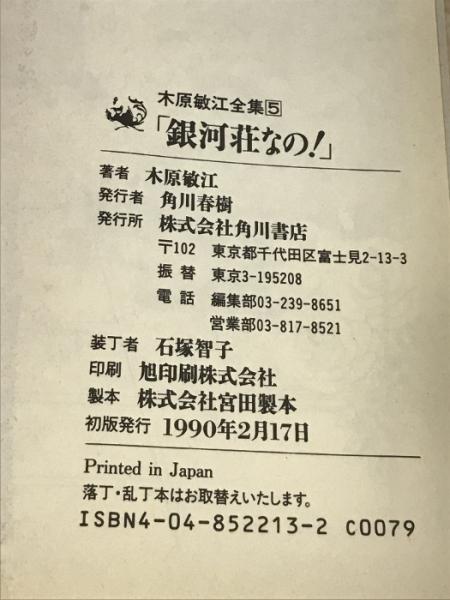 木原敏江全集5
「銀河荘なの!」
著者 木原敏江
発行者 角川春樹
発行所 株式会社角川書店
〒102 東京都千代田区富士見2-13-3
振替 東京3-195208
電話 編集部03-239-8651
営業部03-817-8521
装丁者 石塚智子
印刷 旭印刷株式会社
製本 株式会社宮田製本
初版発行 1990年2月17日
Printed in Japan
落丁・乱丁本はお取替えいたします。
ISBN4-04-852213-2 C0079